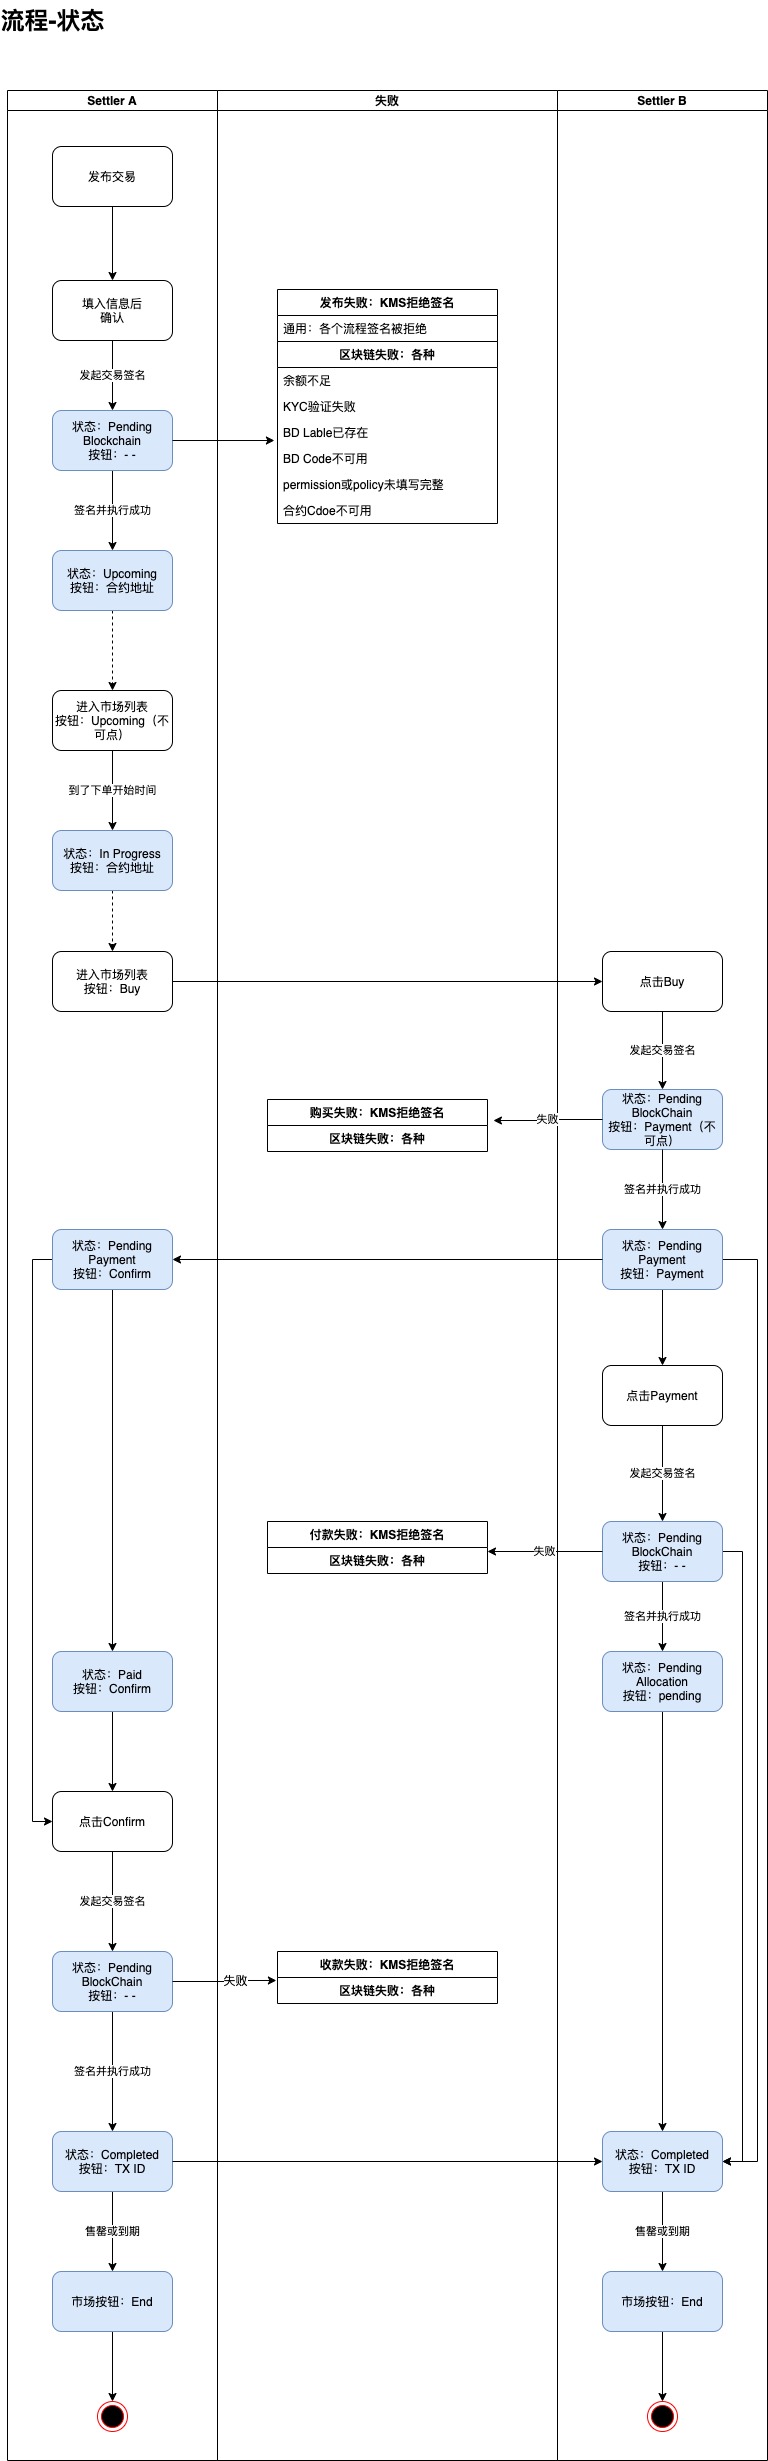 流程-状态
Settler A
失败
Settler B
发布交易
填入信息后
确认
发起交易签名
状态：Pending
Blockchain
按钮：- -
发布失败：KMS拒绝签名
通用：各个流程签名被拒绝
区块链失败：各种
余额不足
KYC验证失败
BD Lable已存在
BD Code不可用
permission或policy未填写完整
合约Cdoe不可用
签名并执行成功
状态：Upcoming
按钮：合约地址
进入市场列表
按钮：Upcoming（不
可点）
到了下单开始时间
状态：In Progress
按钮：合约地址
进入市场列表
按钮：Buy
点击Buy
发起交易签名
状态：Pending
BlockChain
按钮：Payment（不
可点）
失败
购买失败：KMS拒绝签名
区块链失败：各种
签名并执行成功
状态：Pending
Payment
按钮：Confirm
状态：Pending
Payment
按钮：Payment
点击Payment
发起交易签名
状态：Pending
BlockChain
按钮：- -
失败
付款失败：KMS拒绝签名
区块链失败：各种
签名并执行成功
状态：Paid
按钮：Confirm
状态：Pending
Allocation
按钮：pending
点击Confirm
发起交易签名
状态：Pending
BlockChain
按钮：- -
失败
收款失败：KMS拒绝签名
区块链失败：各种
签名并执行成功
状态：Completed
按钮：TX ID
状态：Completed
按钮：TX ID
售罄或到期
售罄或到期
市场按钮：End
市场按钮：End